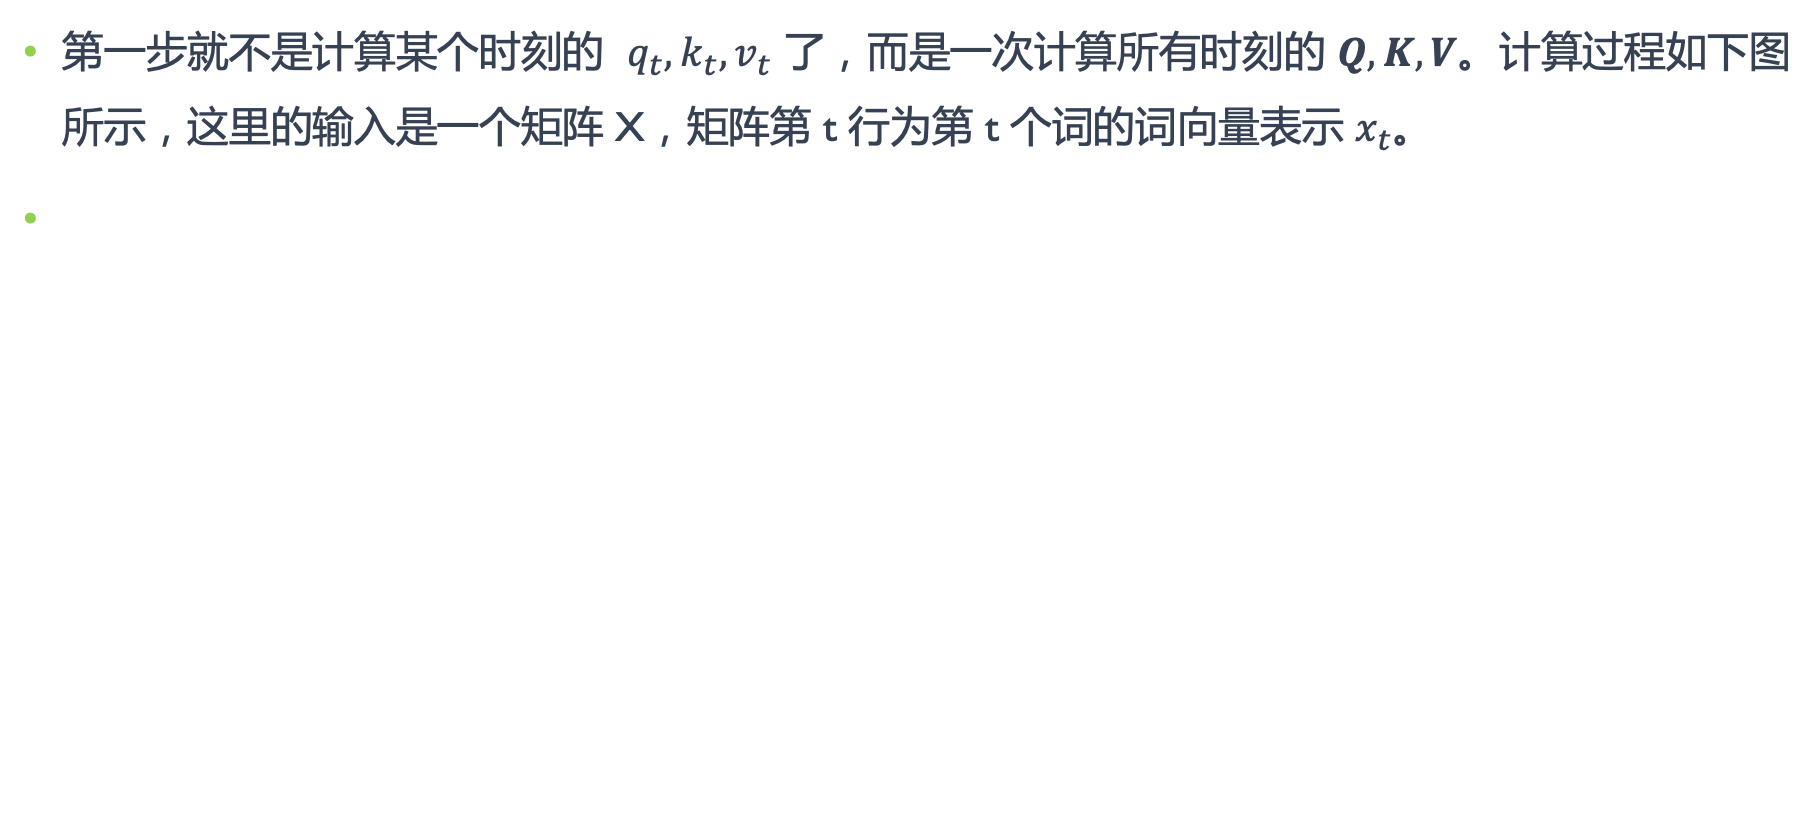 • 第一步就不是计算某个时刻的 qₜ, kₜ, vₜ 了，而是一次计算所有时刻的 Q, K, V。计算过程如下图
所示，这里的输入是一个矩阵 X，矩阵第 t 行为第 t 个词的词向量表示 xₜ。
•